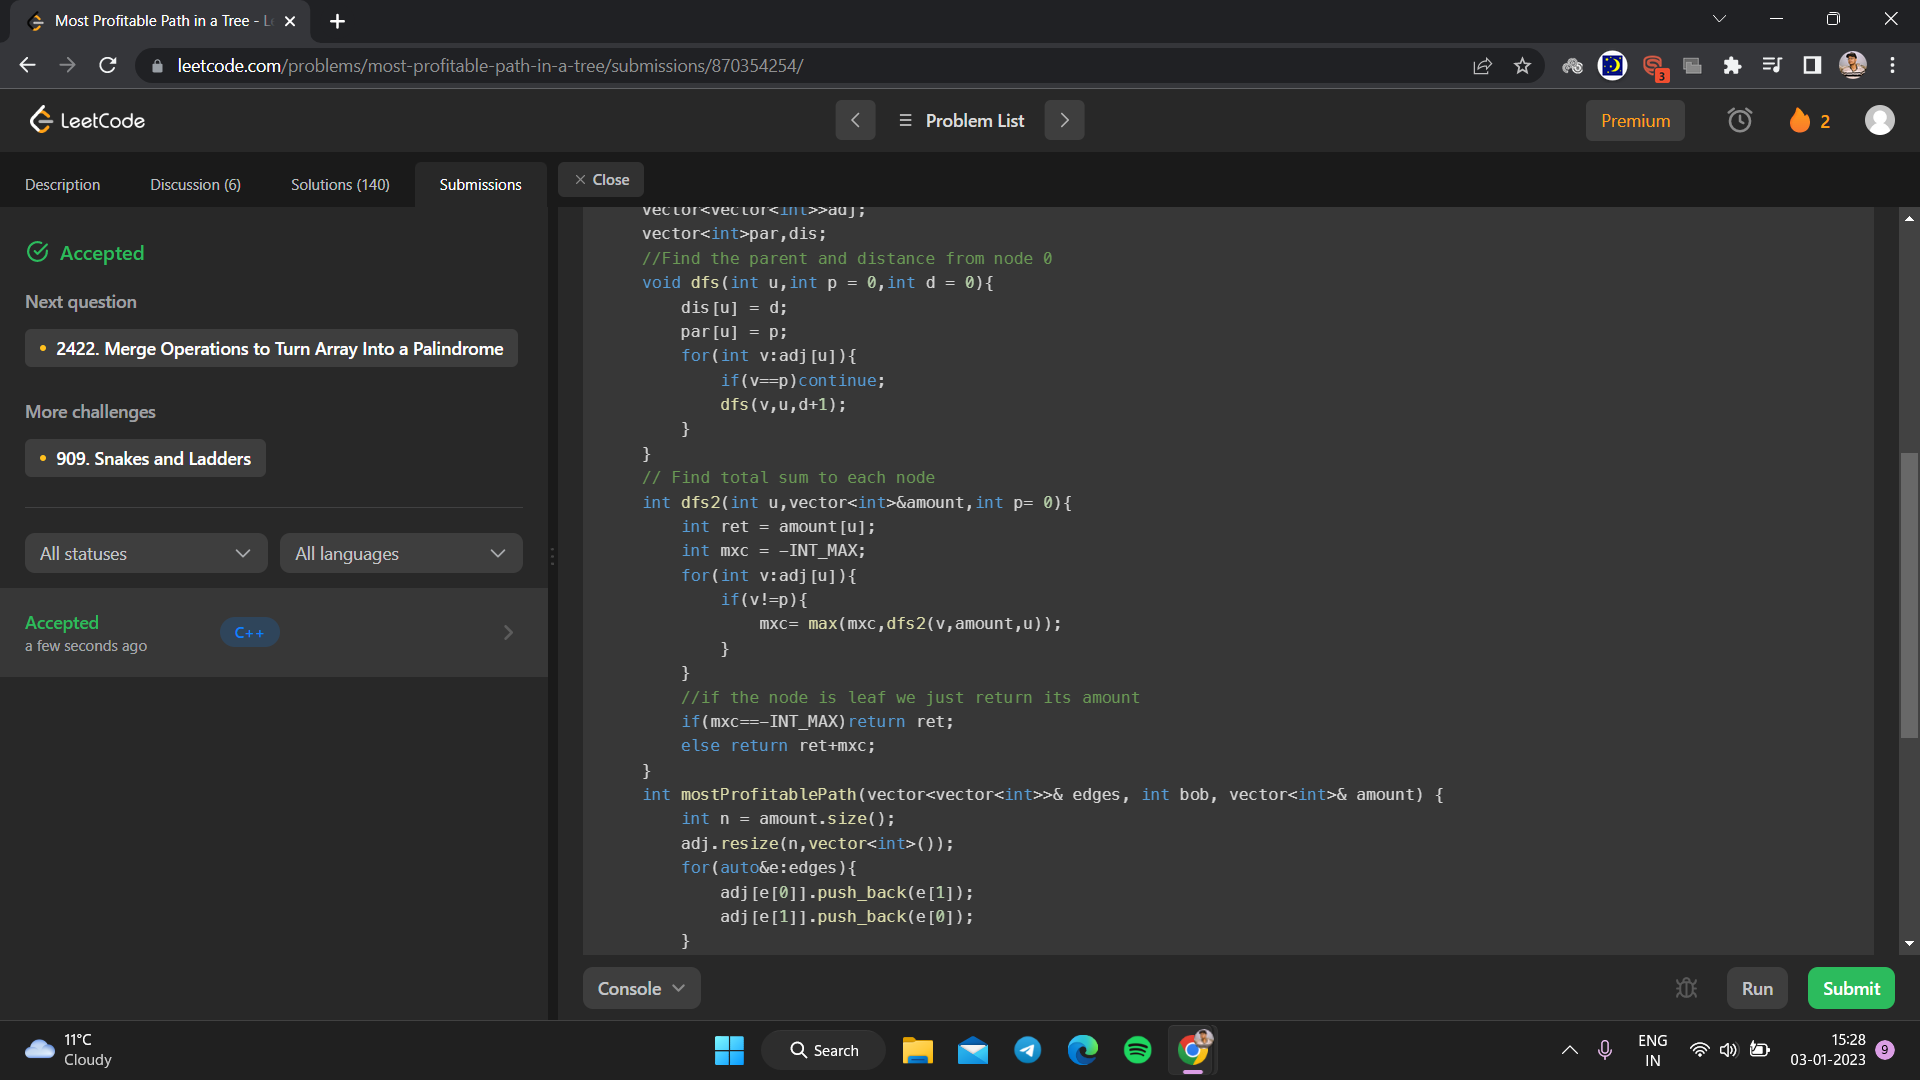 Most Profitable Path in a Tree - L
leetcode.com/problems/most-profitable-path-in-a-tree/submissions/870354254/
3
LeetCode
Problem List
Premium
2
Description
Discussion (6)
Solutions (140)
Submissions
Close
Accepted
Next question
2422. Merge Operations to Turn Array Into a Palindrome
More challenges
909. Snakes and Ladders
All statuses
All languages
Accepted
C++
a few seconds ago
vector<vector<int>>adj;
vector<int>par,dis;
//Find the parent and distance from node 0
void dfs(int u,int p = 0,int d = 0){
dis[u] = d;
par[u] = p;
for(int v:adj[u]){
if(v==p)continue;
dfs(v,u,d+1);
}
}
// Find total sum to each node
int dfs2(int u,vector<int>&amount,int p= 0){
int ret = amount[u];
int mxc = -INT_MAX;
for(int v:adj[u]){
if(v!=p){
mxc= max(mxc,dfs2(v,amount,u));
}
}
//if the node is leaf we just return its amount
if(mxc==-INT_MAX)return ret;
else return ret+mxc;
}
int mostProfitablePath(vector<vector<int>>& edges, int bob, vector<int>& amount) {
int n = amount.size();
adj.resize(n,vector<int>());
for(auto&e:edges){
adj[e[0]].push_back(e[1]);
adj[e[1]].push_back(e[0]);
}
Console
Run
Submit
11°C
Cloudy
Search
ENG
IN
15:28
03-01-2023
9